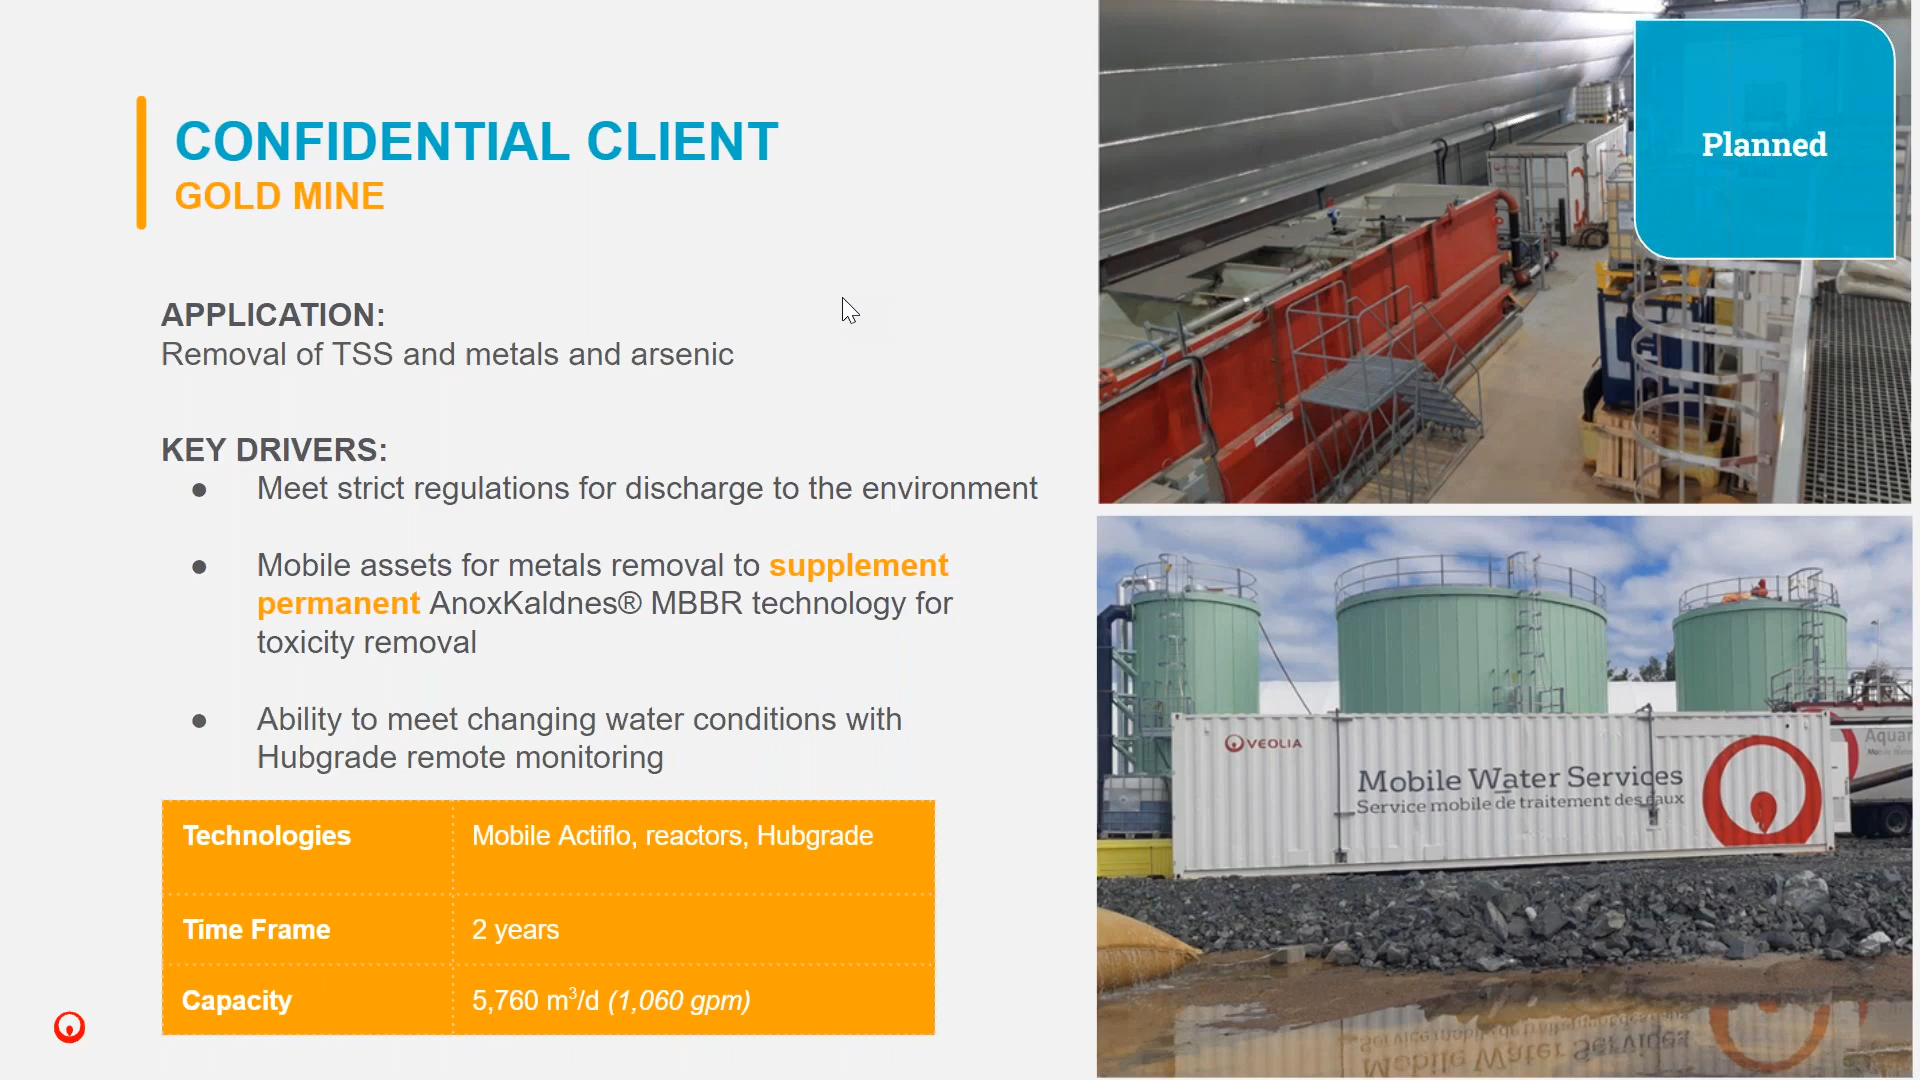 Planned
CONFIDENTIAL CLIENT
GOLD MINE
APPLICATION:
Removal of TSS and metals and arsenic
KEY DRIVERS:
● Meet strict regulations for discharge to the environment
● Mobile assets for metals removal to supplement
permanent AnoxKaldnes® MBBR technology for
toxicity removal
● Ability to meet changing water conditions with
Hubgrade remote monitoring
Technologies Mobile Actiflo, reactors, Hubgrade
Time Frame 2 years
Capacity 5,760 m³/d (1,060 gpm)
VEOLIA
Mobile Water Services
Service mobile de traitement des eaux